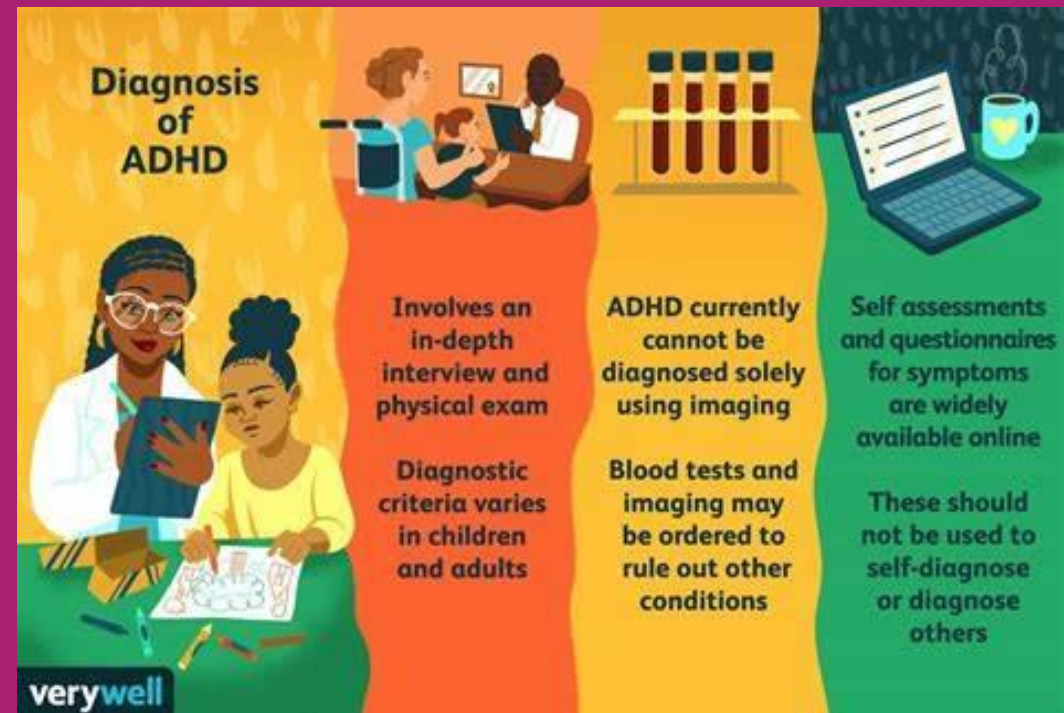 Diagnosis
of
ADHD
Involves an
in-depth
interview and
physical exam
Diagnostic
criteria varies
in children
and adults
ADHD currently
cannot be
diagnosed solely
using imaging
Blood tests and
imaging may
be ordered to
rule out other
conditions
Self assessments
and questionnaires
for symptoms
are widely
available online
These should
not be used to
self-diagnose
or diagnose
others
verywell